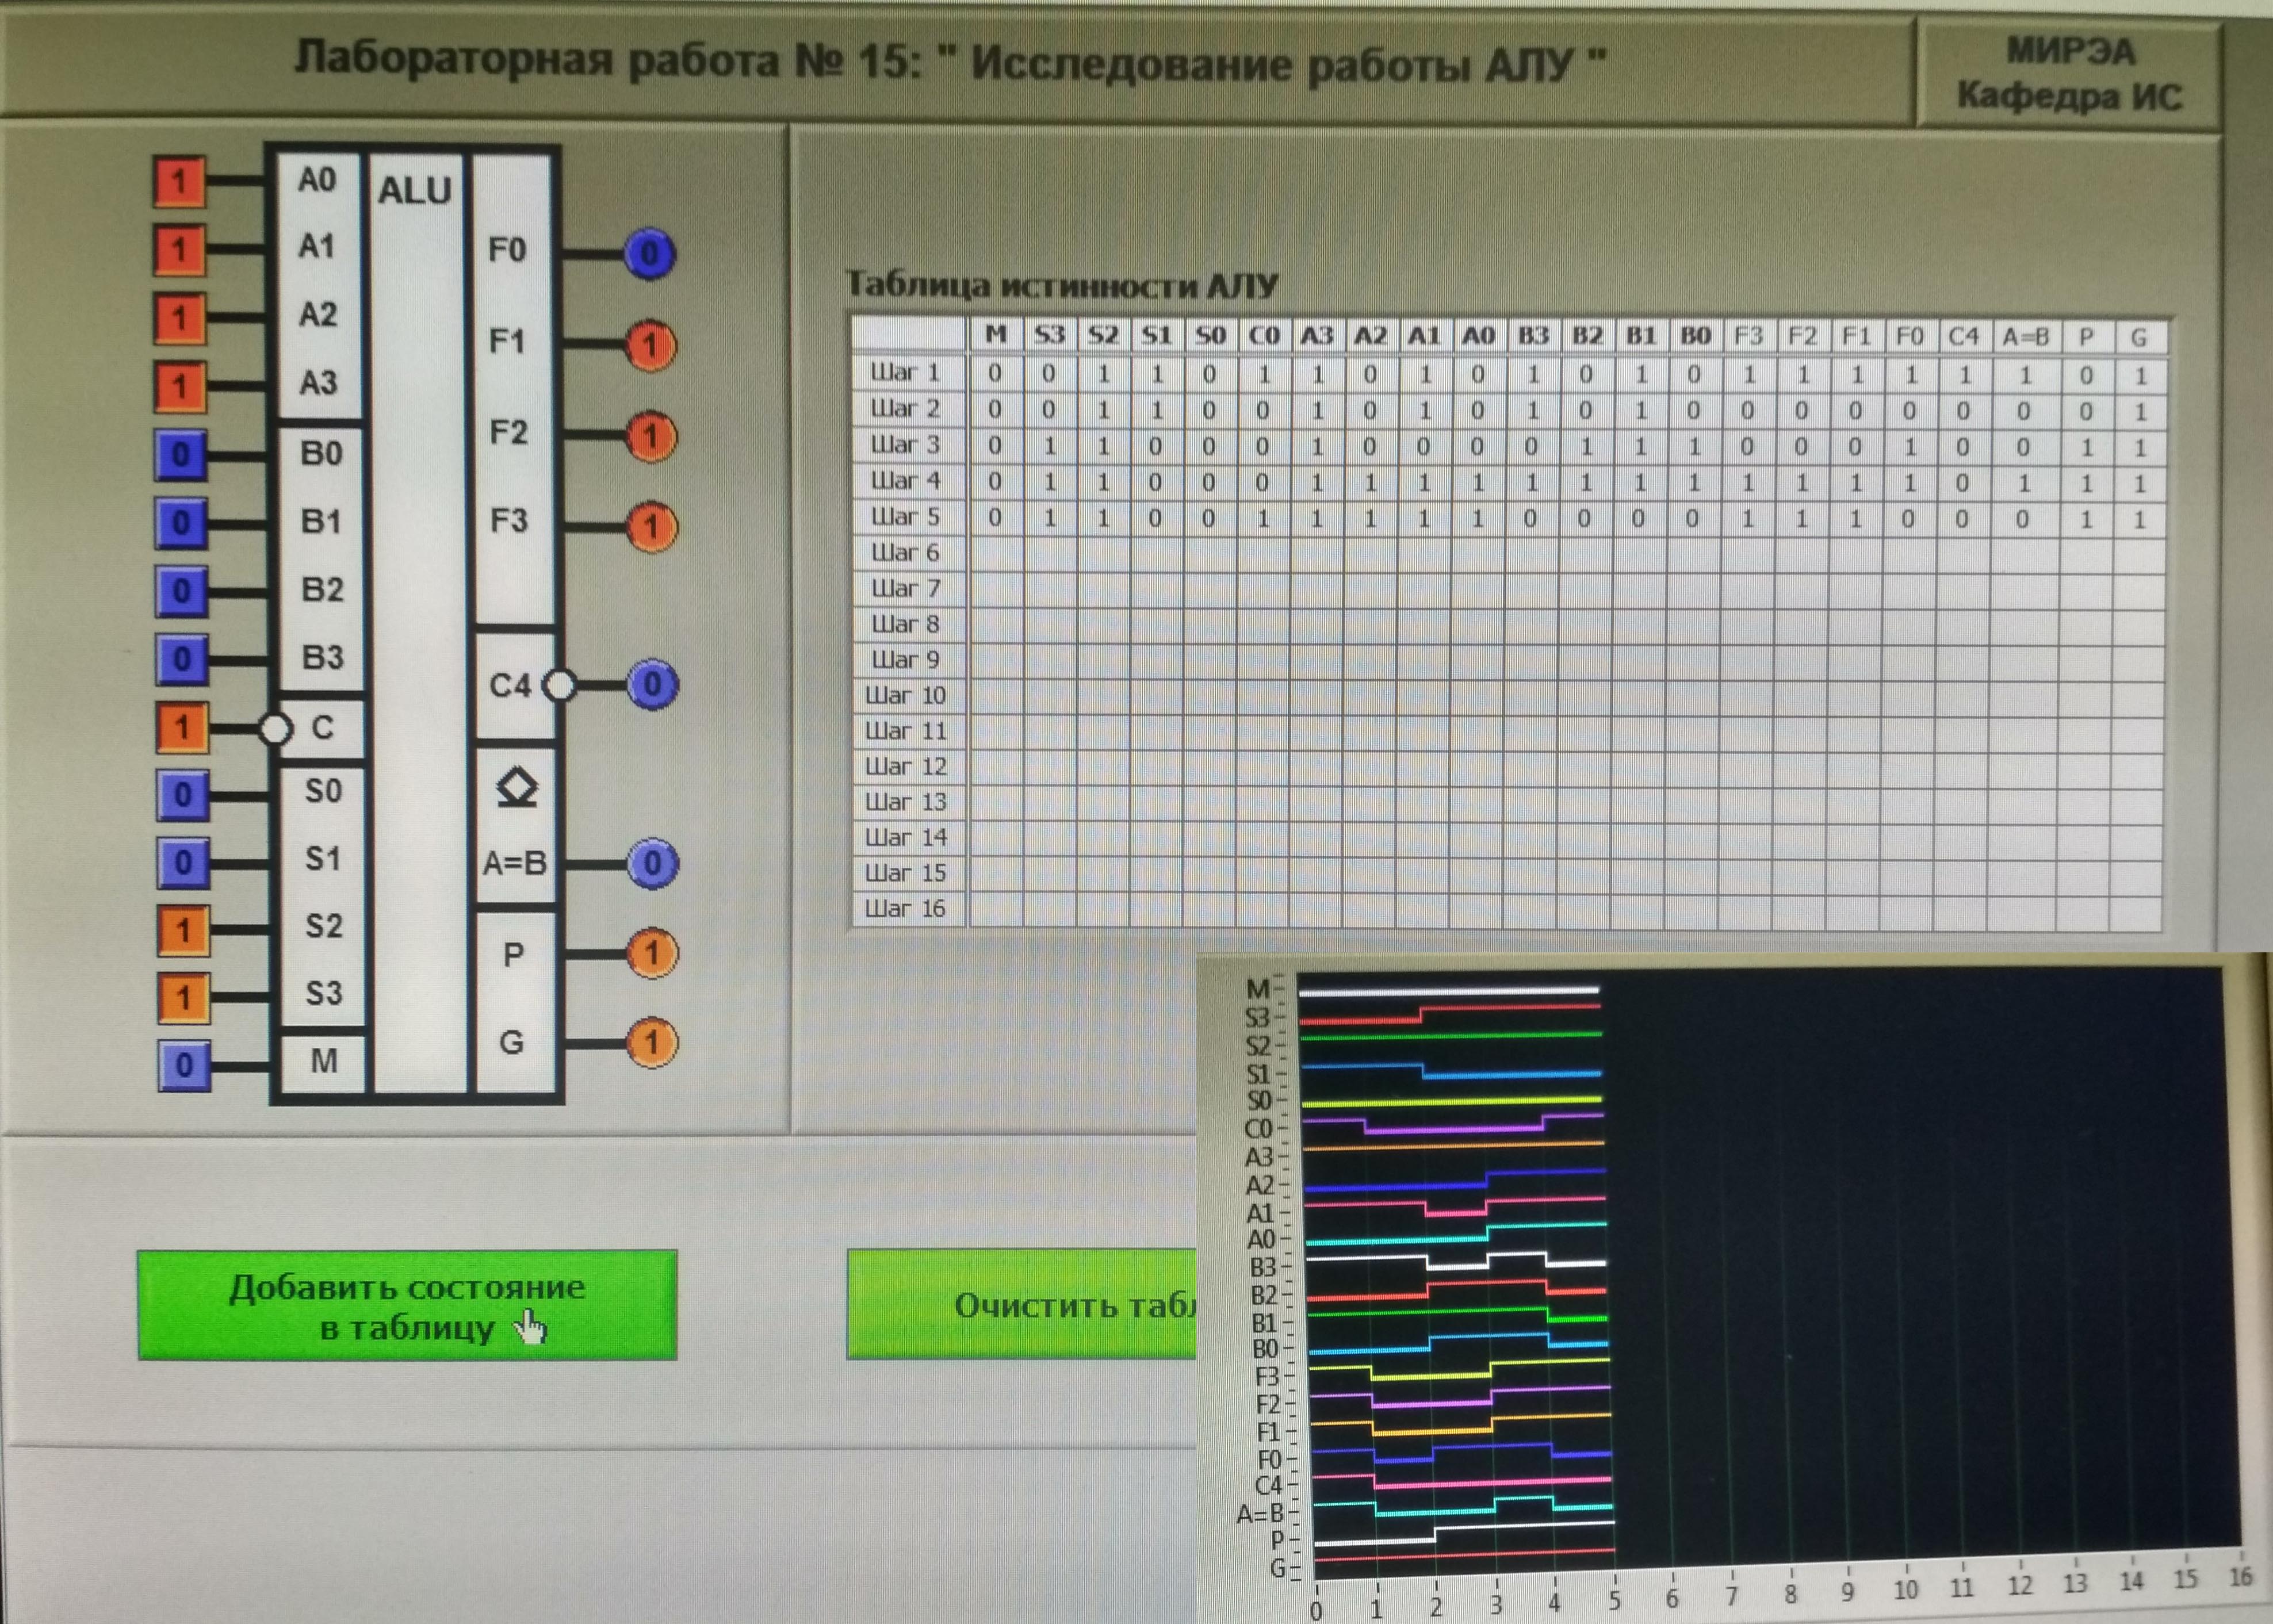 Лабораторная работа № 15: " Исследование работы АЛУ "
МИРЭА
Кафедра ИС
1 A0 ALU
1 A1 F0 0
1 A2 F1 1
1 A3 F2 1
0 B0
0 B1 F3 1
0 B2
0 B3 C4 0
1 C
0 S0
0 S1 A=B 0
1 S2 P 1
1 S3 G 1
0 M
Таблица истинности АЛУ
M S3 S2 S1 S0 C0 A3 A2 A1 A0 B3 B2 B1 B0 F3 F2 F1 F0 C4 A=B P G
Шаг 1 0 0 1 1 0 1 1 0 1 0 1 0 1 0 1 1 1 1 1 1 0 1
Шаг 2 0 0 1 1 0 0 1 0 1 0 1 0 1 0 0 0 0 0 0 0 0 1
Шаг 3 0 1 1 0 0 0 1 0 0 0 0 1 1 1 0 0 0 1 0 0 1 1
Шаг 4 0 1 1 0 0 0 1 1 1 1 1 1 1 1 1 1 1 1 0 1 1 1
Шаг 5 0 1 1 0 0 1 1 1 1 1 0 0 0 0 1 1 1 0 0 0 1 1
Шаг 6
Шаг 7
Шаг 8
Шаг 9
Шаг 10
Шаг 11
Шаг 12
Шаг 13
Шаг 14
Шаг 15
Шаг 16
Добавить состояние
в таблицу
Очистить табл
M
S3
S2
S1
S0
C0
A3
A2
A1
A0
B3
B2
B1
B0
F3
F2
F1
F0
C4
A=B
P
G
0 1 2 3 4 5 6 7 8 9 10 11 12 13 14 15 16